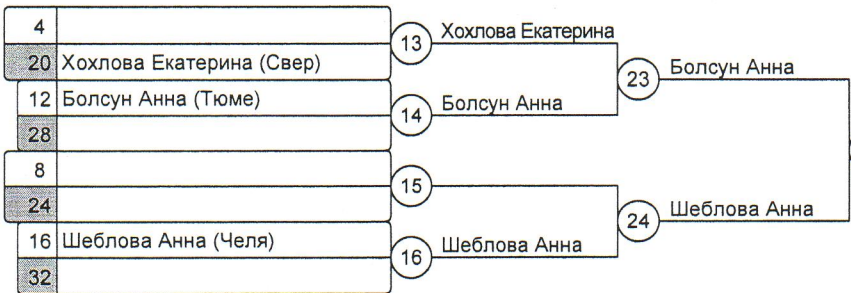 4
13 Хохлова Екатерина
20 Хохлова Екатерина (Свер)
23 Болсун Анна
12 Болсун Анна (Тюме)
14 Болсун Анна
28
8
15
24
24 Шеблова Анна
16 Шеблова Анна (Челя)
16 Шеблова Анна
32